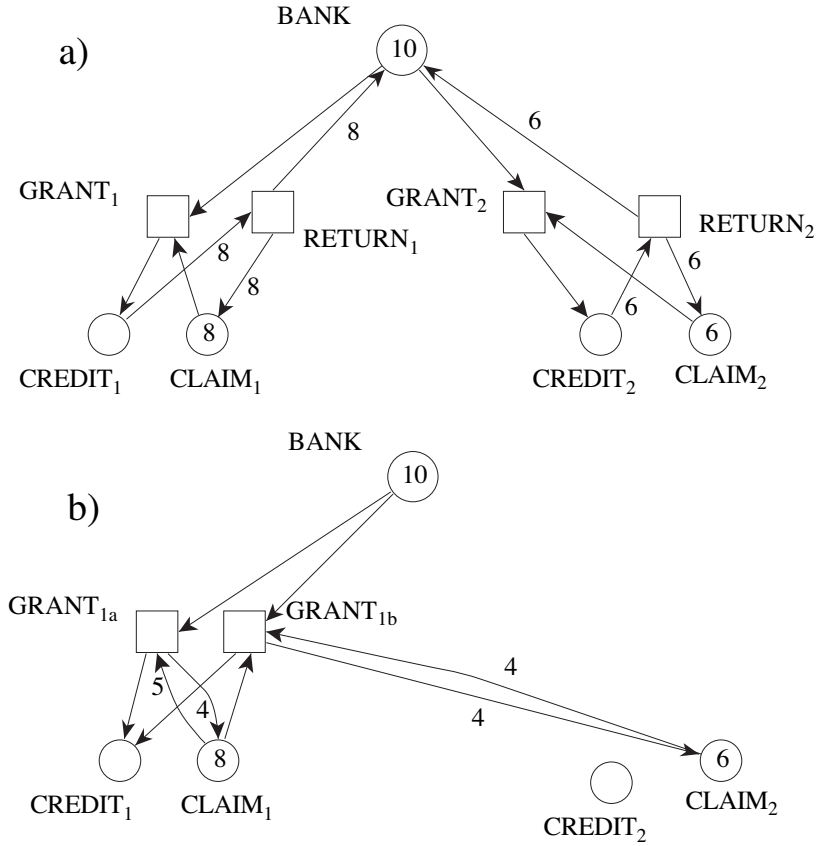 BANK
a)
10
8
6
GRANT₁
GRANT₂
RETURN₁
RETURN₂
8
8
6
6
8
6
CREDIT₁
CLAIM₁
CREDIT₂
CLAIM₂
BANK
10
b)
GRANT₁ₐ
GRANT₁b
5
4
4
4
8
6
CREDIT₁
CLAIM₁
CREDIT₂
CLAIM₂